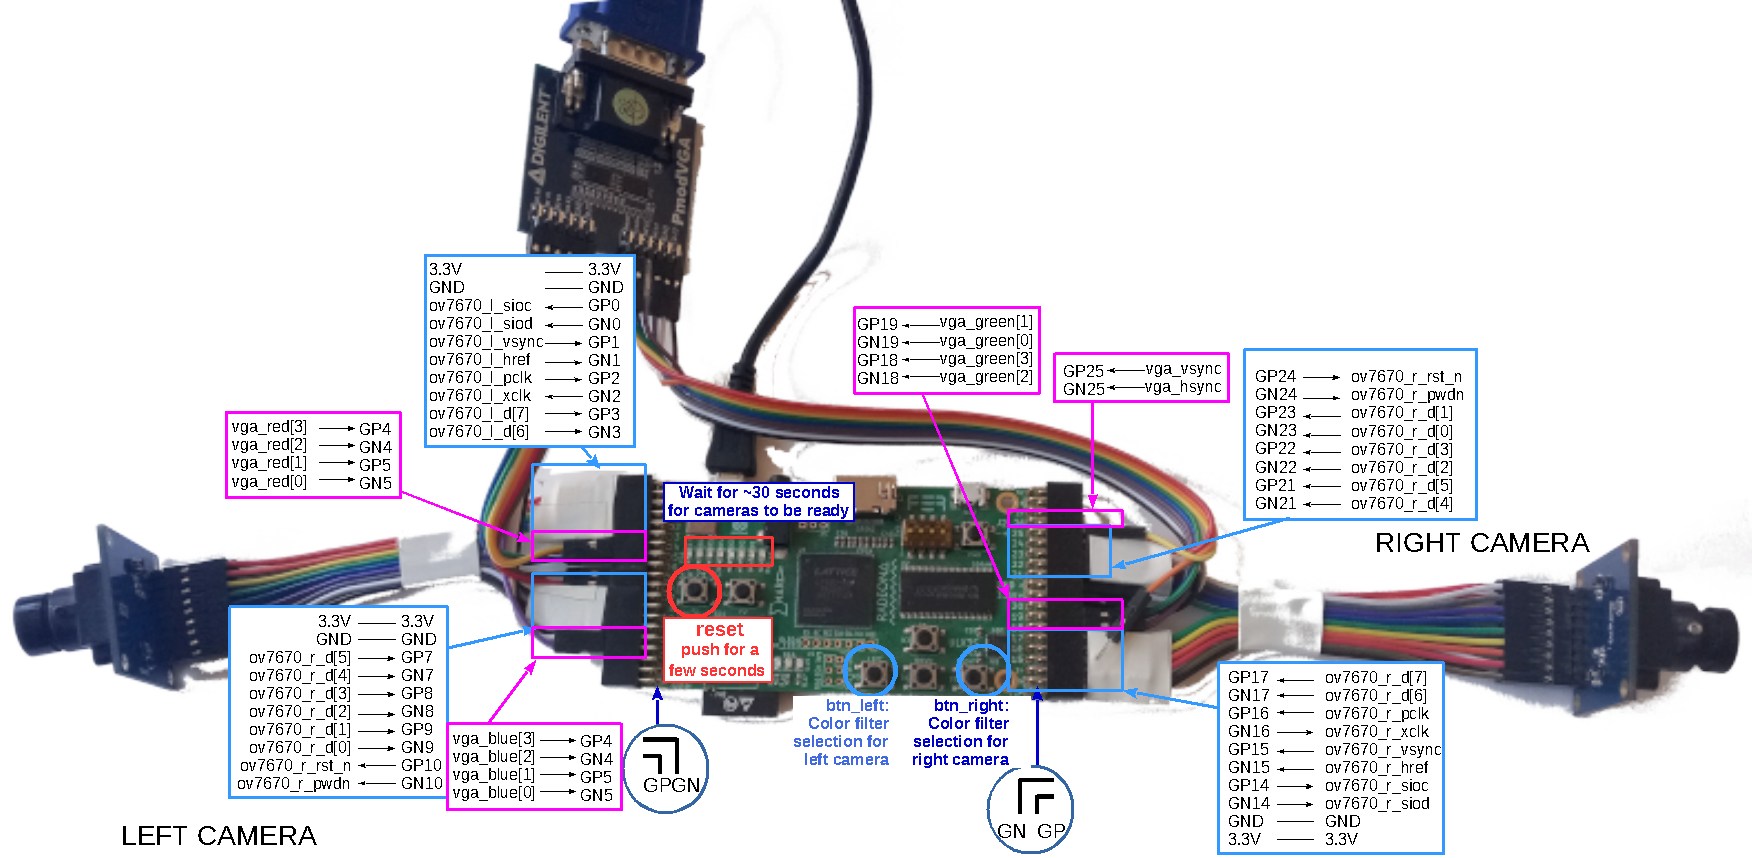 DIGILENT
PmodVGA
3.3V 3.3V
GND GND
ov7670_l_sioc GP0
ov7670_l_siod GN0
ov7670_l_vsync GP1
ov7670_l_href GN1
ov7670_l_pclk GP2
ov7670_l_xclk GN2
ov7670_l_d[7] GP3
ov7670_l_d[6] GN3
vga_red[3] GP4
vga_red[2] GN4
vga_red[1] GP5
vga_red[0] GN5
GP19 vga_green[1]
GN19 vga_green[0]
GP18 vga_green[3]
GN18 vga_green[2]
GP25 vga_vsync
GN25 vga_hsync
GP24 ov7670_r_rst_n
GN24 ov7670_r_pwdn
GP23 ov7670_r_d[1]
GN23 ov7670_r_d[0]
GP22 ov7670_r_d[3]
GN22 ov7670_r_d[2]
GP21 ov7670_r_d[5]
GN21 ov7670_r_d[4]
Wait for ~30 seconds
for cameras to be ready
RIGHT CAMERA
reset
push for a
few seconds
3.3V 3.3V
GND GND
ov7670_r_d[5] GP7
ov7670_r_d[4] GN7
ov7670_r_d[3] GP8
ov7670_r_d[2] GN8
ov7670_r_d[1] GP9
ov7670_r_d[0] GN9
ov7670_r_rst_n GP10
ov7670_r_pwdn GN10
vga_blue[3] GP4
vga_blue[2] GN4
vga_blue[1] GP5
vga_blue[0] GN5
GPGN
btn_left:
Color filter
selection for
left camera
btn_right:
Color filter
selection for
right camera
GN GP
GP17 ov7670_r_d[7]
GN17 ov7670_r_d[6]
GP16 ov7670_r_pclk
GN16 ov7670_r_xclk
GP15 ov7670_r_vsync
GN15 ov7670_r_href
GP14 ov7670_r_sioc
GN14 ov7670_r_siod
GND GND
3.3V 3.3V
LEFT CAMERA